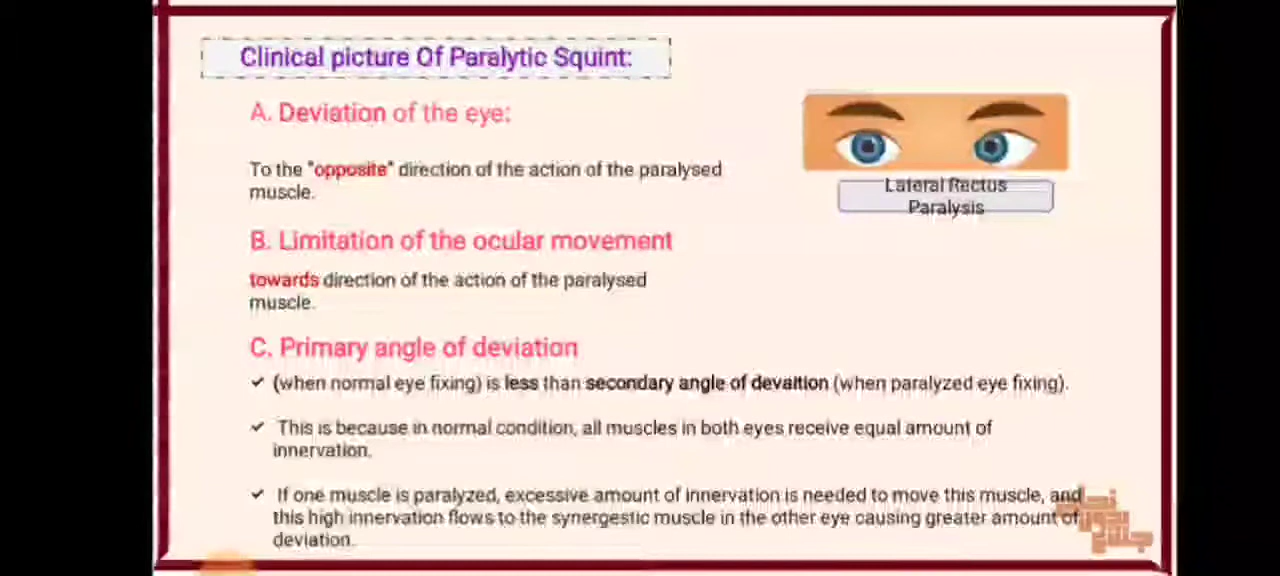 Clinical picture Of Paralytic Squint:
A. Deviation of the eye:
To the "opposite" direction of the action of the paralysed
muscle.
Lateral Rectus
Paralysis
B. Limitation of the ocular movement
towards direction of the action of the paralysed
muscle.
C. Primary angle of deviation
✓ (when normal eye fixing) is less than secondary angle of devaition (when paralyzed eye fixing).
✓ This is because in normal condition, all muscles in both eyes receive equal amount of
innervation.
✓ If one muscle is paralyzed, excessive amount of innervation is needed to move this muscle, and
this high innervation flows to the synergestic muscle in the other eye causing greater amount of
deviation.